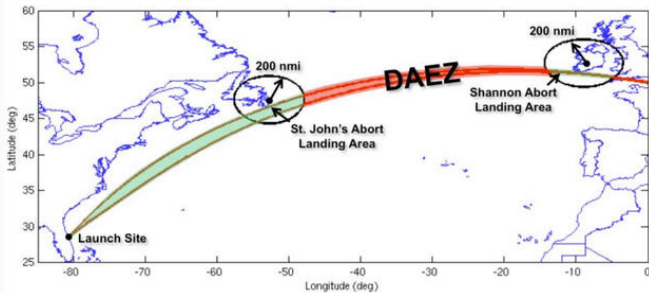 60
55
50
45
40
35
30
25
Latitude (deg)
200 nmi
200 nmi
DAEZ
Shannon Abort
Landing Area
St. John's Abort
Landing Area
Launch Site
-80
-70
-60
-50
-40
-30
-20
-10
0
Longitude (deg)